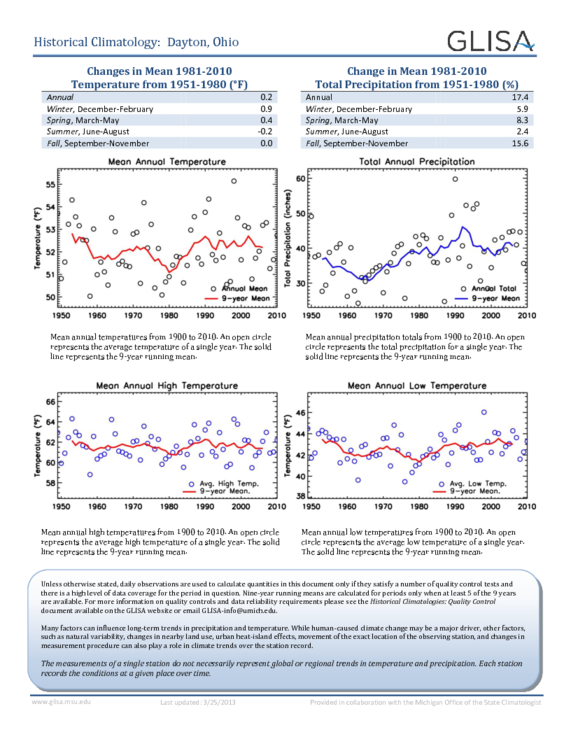 Historical Climatology: Dayton, Ohio
GLISA
Changes in Mean 1981-2010
Temperature from 1951-1980 (°F)
Annual 0.2
Winter, December-February 0.9
Spring, March-May 0.4
Summer, June-August -0.2
Fall, September-November 0.0
Change in Mean 1981-2010
Total Precipitation from 1951-1980 (%)
Annual 17.4
Winter, December-February 5.9
Spring, March-May 8.3
Summer, June-August 2.4
Fall, September-November 15.6
Mean Annual Temperature
Temperature (°F)
55
54
53
52
51
50
Annual Mean
9-year Mean
1950 1960 1970 1980 1990 2000 2010
Total Annual Precipitation
Total Precipitation (inches)
60
50
40
30
Annual Total
9-year Mean
1950 1960 1970 1980 1990 2000 2010
Mean annual temperatures from 1900 to 2010. An open circle
represents the average temperature of a single year. The solid
line represents the 9-year running mean.
Mean annual precipitation totals from 1900 to 2010. An open
circle represents the total precipitation for a single year. The
solid line represents the 9-year running mean.
Mean Annual High Temperature
Temperature (°F)
66
64
62
60
58
Avg. High Temp.
9-year Mean.
1950 1960 1970 1980 1990 2000 2010
Mean Annual Low Temperature
Temperature (°F)
46
44
42
40
38
Avg. Low Temp.
9-year Mean.
1950 1960 1970 1980 1990 2000 2010
Mean annual high temperatures from 1900 to 2010. An open circle
represents the average high temperature of a single year. The solid
line represents the 9-year running mean.
Mean annual low temperatures from 1900 to 2010. An open
circle represents the average low temperature of a single year.
The solid line represents the 9-year running mean.
Unless otherwise stated, daily observations are used to calculate quantities in this document only if they satisfy a number of quality control tests and
there is a high level of data coverage for the period in question. Nine-year running means are calculated for periods only when at least 5 of the 9 years
are available. For more information on quality controls and data reliability requirements please see the Historical Climatologies: Quality Control
document available on the GLISA website or email GLISA-info@umich.edu.
Many factors can influence long-term trends in precipitation and temperature. While human-caused climate change may be a major driver, other factors,
such as natural variability, changes in nearby land use, urban heat-island effects, movement of the exact location of the observing station, and changes in
measurement procedure can also play a role in climate trends over the station record.
The measurements of a single station do not necessarily represent global or regional trends in temperature and precipitation. Each station
records the conditions at a given place over time.
www.glisa.msu.edu
Last updated: 3/25/2013
Provided in collaboration with the Michigan Office of the State Climatologist